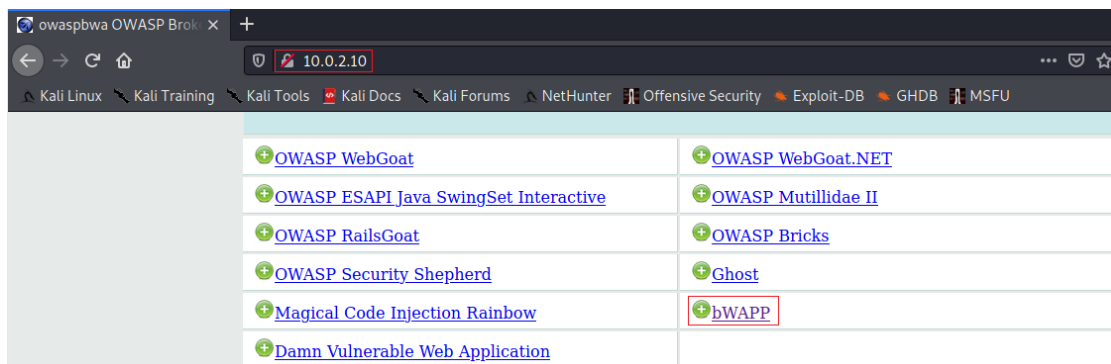 owaspbwa OWASP Brok
10.0.2.10
Kali Linux Kali Training Kali Tools Kali Docs Kali Forums NetHunter Offensive Security Exploit-DB GHDB MSFU
OWASP WebGoat OWASP WebGoat.NET
OWASP ESAPI Java SwingSet Interactive OWASP Mutillidae II
OWASP RailsGoat OWASP Bricks
OWASP Security Shepherd Ghost
Magical Code Injection Rainbow bWAPP
Damn Vulnerable Web Application